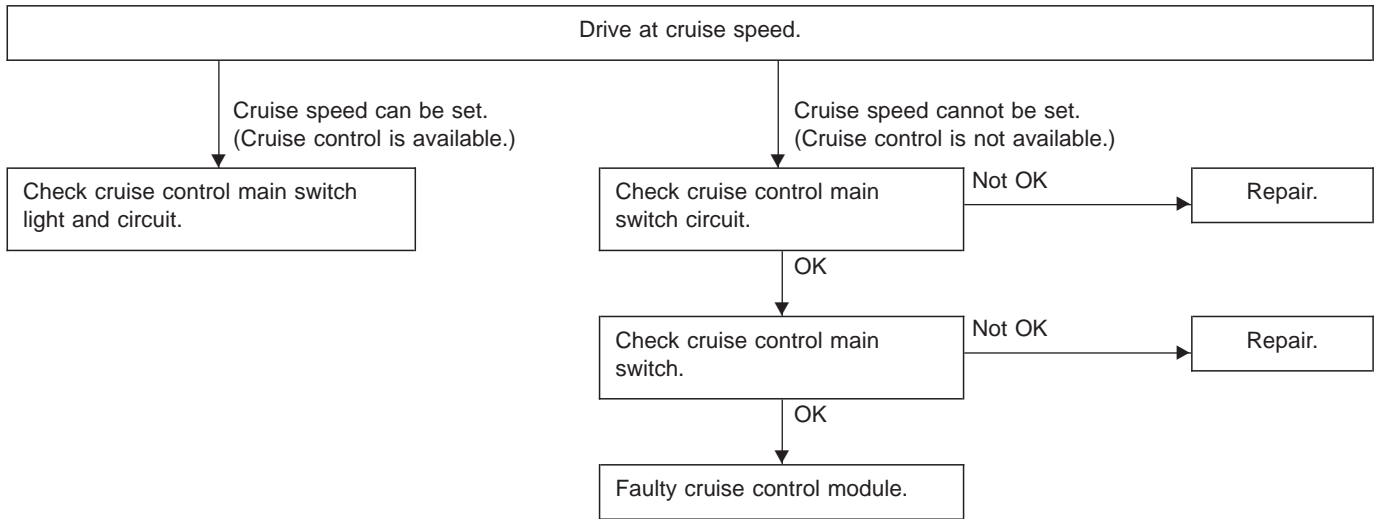 Drive at cruise speed.
Cruise speed can be set.
(Cruise control is available.)
Cruise speed cannot be set.
(Cruise control is not available.)
Check cruise control main switch
light and circuit.
Check cruise control main
switch circuit.
Not OK
Repair.
OK
Check cruise control main
switch.
Not OK
Repair.
OK
Faulty cruise control module.